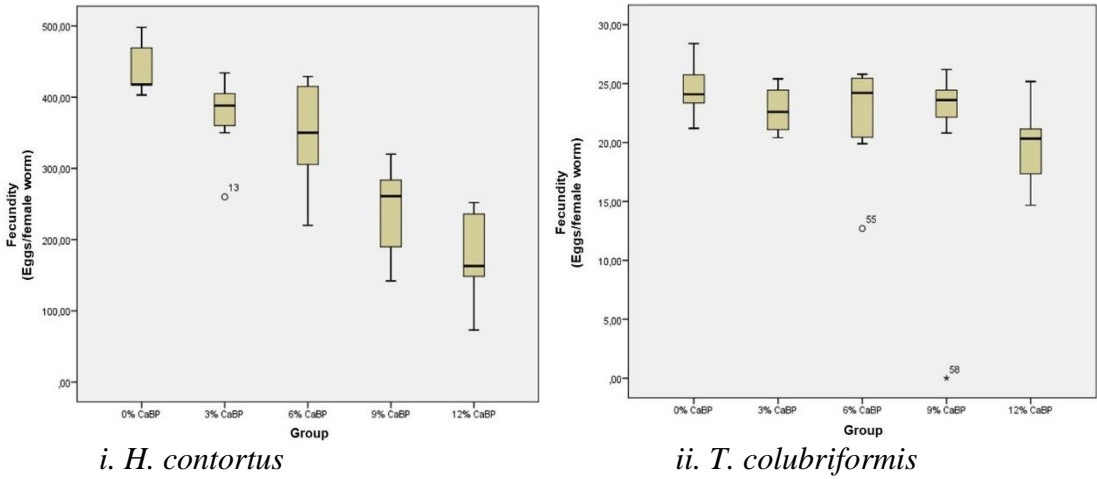 Fecundity
(Eggs/female worm)
500,00
400,00
300,00
200,00
100,00
,00
13
0% CaBP 3% CaBP 6% CaBP 9% CaBP 12% CaBP
Group
i. H. contortus
Fecundity
(Eggs/female worm)
30,00
25,00
20,00
15,00
10,00
5,00
,00
55
58
0% CaBP 3% CaBP 6% CaBP 9% CaBP 12% CaBP
Group
ii. T. colubriformis